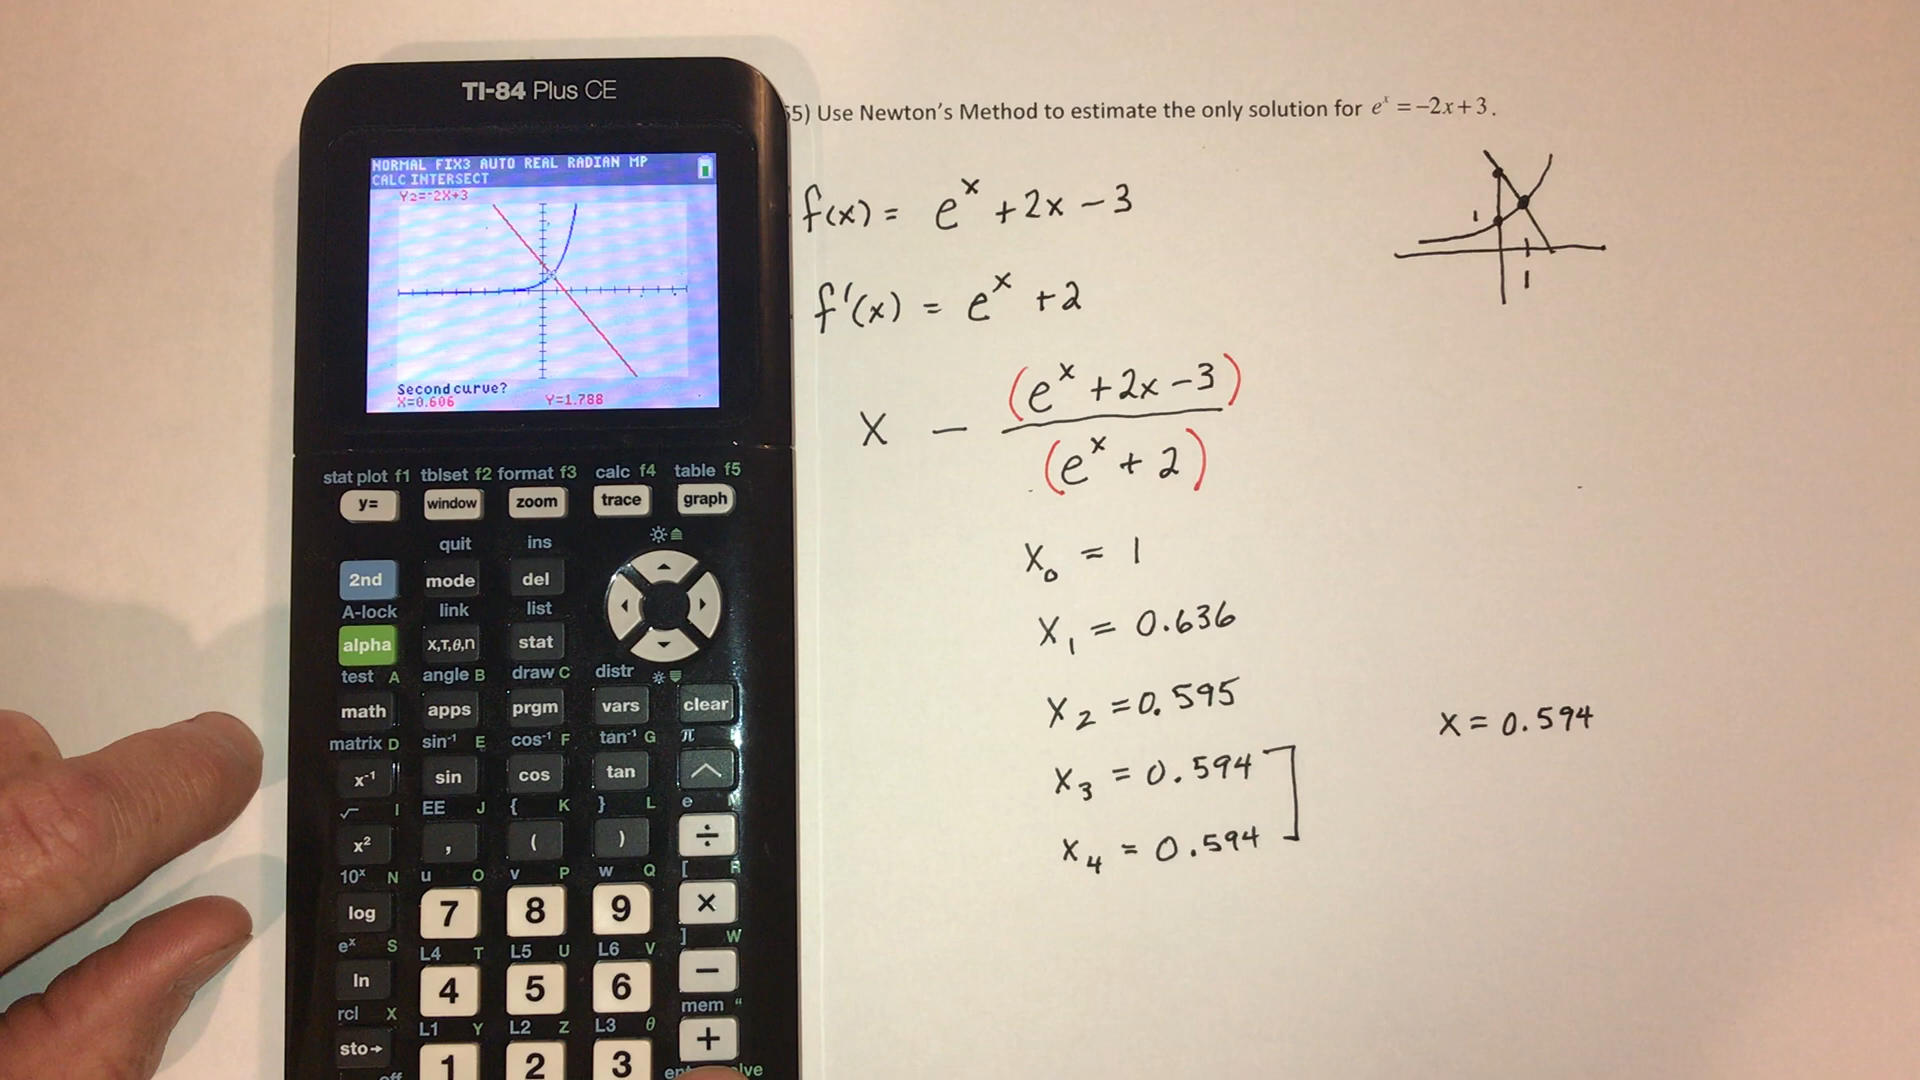 TI-84 Plus CE
NORMAL FIX3 AUTO REAL RADIAN MP
CALC INTERSECT
Y2=-2X+3
Second curve?
X=0.606 Y=1.788
stat plot f1 tblset f2 format f3 calc f4 table f5
y= window zoom trace graph
quit ins
2nd mode del
A-lock link list
alpha X,T,θ,n stat
test A angle B draw C distr
math apps prgm vars clear
matrix D sin⁻¹ E cos⁻¹ F tan⁻¹ G π
x⁻¹ sin cos tan ^
√ I EE J { K } L e
x² , ( ) ÷
10ˣ N u O v P w Q [ R
log 7 8 9 ×
eˣ S L4 T L5 U L6 V ] W
ln 4 5 6 −
rcl X L1 Y L2 Z L3 θ mem "
sto→ 1 2 3 +
off
55) Use Newton's Method to estimate the only solution for eˣ = −2x + 3.
f(x) = eˣ + 2x − 3
1
1
f'(x) = eˣ + 2
x − (eˣ + 2x − 3)
(eˣ + 2)
x₀ = 1
x₁ = 0.636
x₂ = 0.595
x₃ = 0.594
x₄ = 0.594
x = 0.594